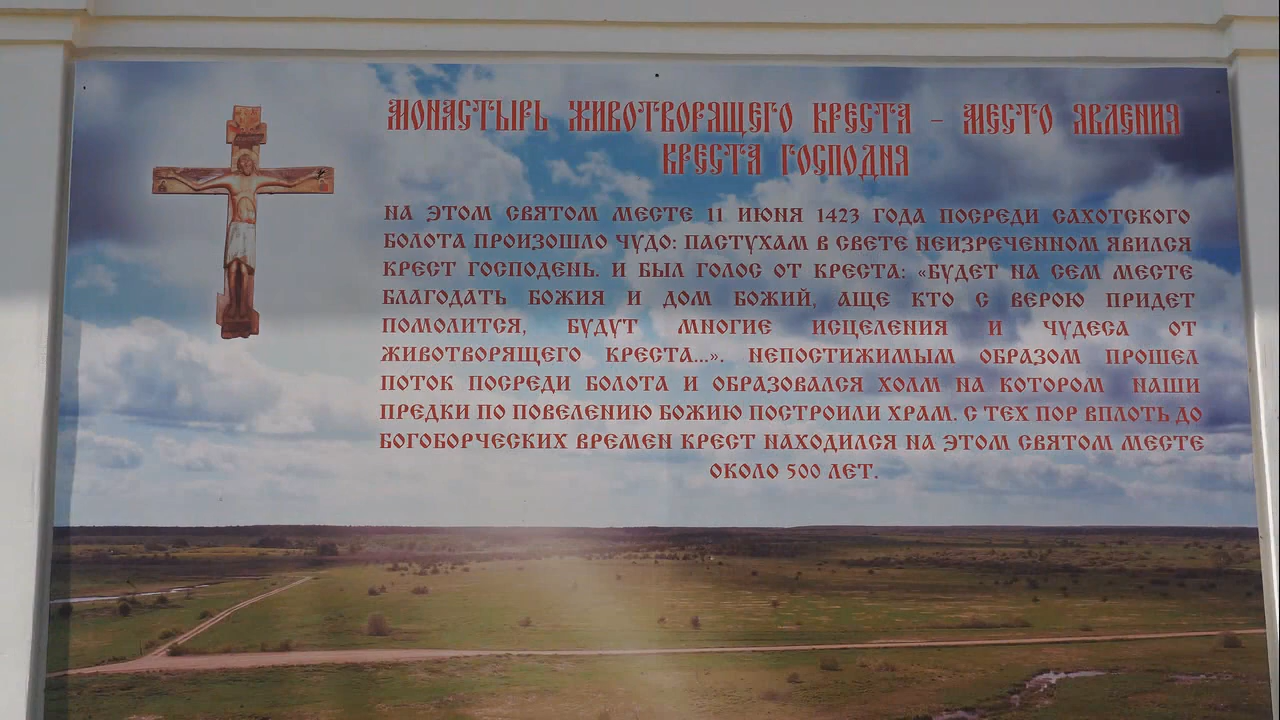 МОНАСТЫРЬ ЖИВОТВОРЯЩЕГО КРЕСТА - МЕСТО ЯВЛЕНИЯ
КРЕСТА ГОСПОДНЯ
НА ЭТОМ СВЯТОМ МЕСТЕ 11 ИЮНЯ 1423 ГОДА ПОСРЕДИ САХОТСКОГО
БОЛОТА ПРОИЗОШЛО ЧУДО: ПАСТУХАМ В СВЕТЕ НЕИЗРЕЧЕННОМ ЯВИЛСЯ
КРЕСТ ГОСПОДЕНЬ. И БЫЛ ГОЛОС ОТ КРЕСТА: «БУДЕТ НА СЕМ МЕСТЕ
БЛАГОДАТЬ БОЖИЯ И ДОМ БОЖИЙ, АЩЕ КТО С ВЕРОЮ ПРИДЕТ
ПОМОЛИТСЯ, БУДУТ МНОГИЕ ИСЦЕЛЕНИЯ И ЧУДЕСА ОТ
ЖИВОТВОРЯЩЕГО КРЕСТА...». НЕПОСТИЖИМЫМ ОБРАЗОМ ПРОШЕЛ
ПОТОК ПОСРЕДИ БОЛОТА И ОБРАЗОВАЛСЯ ХОЛМ НА КОТОРОМ НАШИ
ПРЕДКИ ПО ПОВЕЛЕНИЮ БОЖИЮ ПОСТРОИЛИ ХРАМ. С ТЕХ ПОР ВПЛОТЬ ДО
БОГОБОРЧЕСКИХ ВРЕМЕН КРЕСТ НАХОДИЛСЯ НА ЭТОМ СВЯТОМ МЕСТЕ
ОКОЛО 500 ЛЕТ.